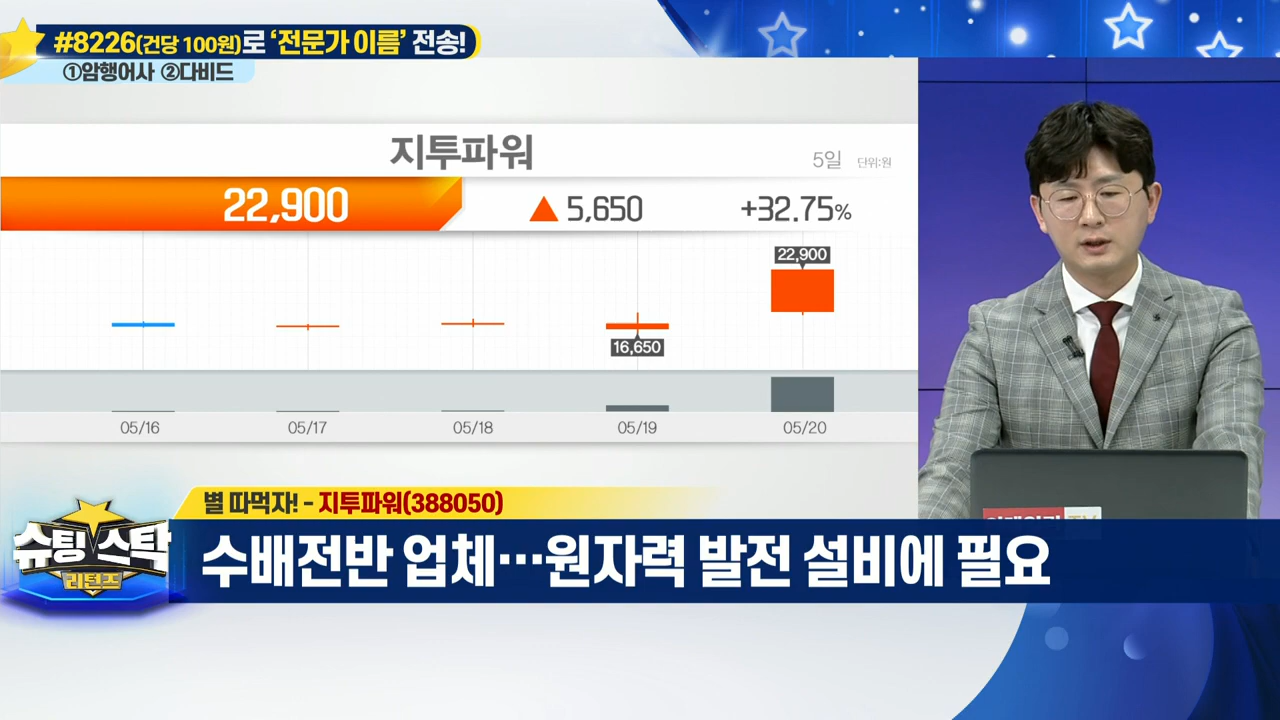 #8226(건당 100원)로 '전문가 이름' 전송!
①암행어사 ②다비드
지투파워
5일 단위:원
22,900 ▲ 5,650 +32.75%
22,900
16,650
05/16 05/17 05/18 05/19 05/20
별 따먹자! - 지투파워(388050)
수배전반 업체…원자력 발전 설비에 필요
슈팅 스탁
리턴즈